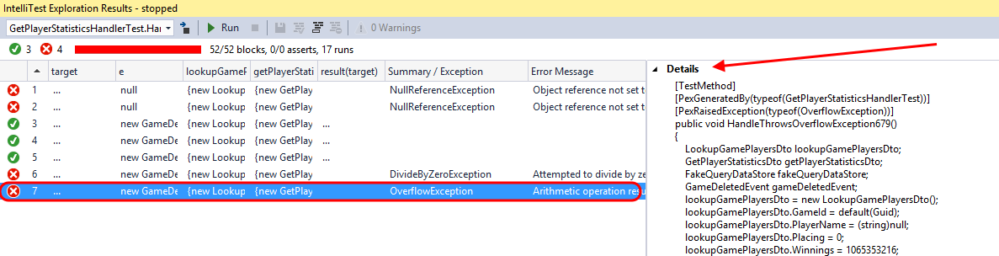 IntelliTest Exploration Results - stopped
GetPlayerStatisticsHandlerTest.Har Run 0 Warnings
3 4 52/52 blocks, 0/0 asserts, 17 runs
target e lookupGameP getPlayerStati result(target) Summary / Exception Error Message
1 ... null {new Lookup {new GetPlay NullReferenceException Object reference not set t
2 ... null {new Lookup {new GetPlay NullReferenceException Object reference not set t
3 ... new GameDe {new Lookup {new GetPlay ...
4 ... new GameDe {new Lookup {new GetPlay ...
5 ... new GameDe {new Lookup {new GetPlay ...
6 ... new GameDe {new Lookup {new GetPlay DivideByZeroException Attempted to divide by ze
7 ... new GameDe {new Lookup {new GetPlay OverflowException Arithmetic operation resu
Details
[TestMethod]
[PexGeneratedBy(typeof(GetPlayerStatisticsHandlerTest))]
[PexRaisedException(typeof(OverflowException))]
public void HandleThrowsOverflowException679()
{
LookupGamePlayersDto lookupGamePlayersDto;
GetPlayerStatisticsDto getPlayerStatisticsDto;
FakeQueryDataStore fakeQueryDataStore;
GameDeletedEvent gameDeletedEvent;
lookupGamePlayersDto = new LookupGamePlayersDto();
lookupGamePlayersDto.GameId = default(Guid);
lookupGamePlayersDto.PlayerName = (string)null;
lookupGamePlayersDto.Placing = 0;
lookupGamePlayersDto.Winnings = 1065353216;